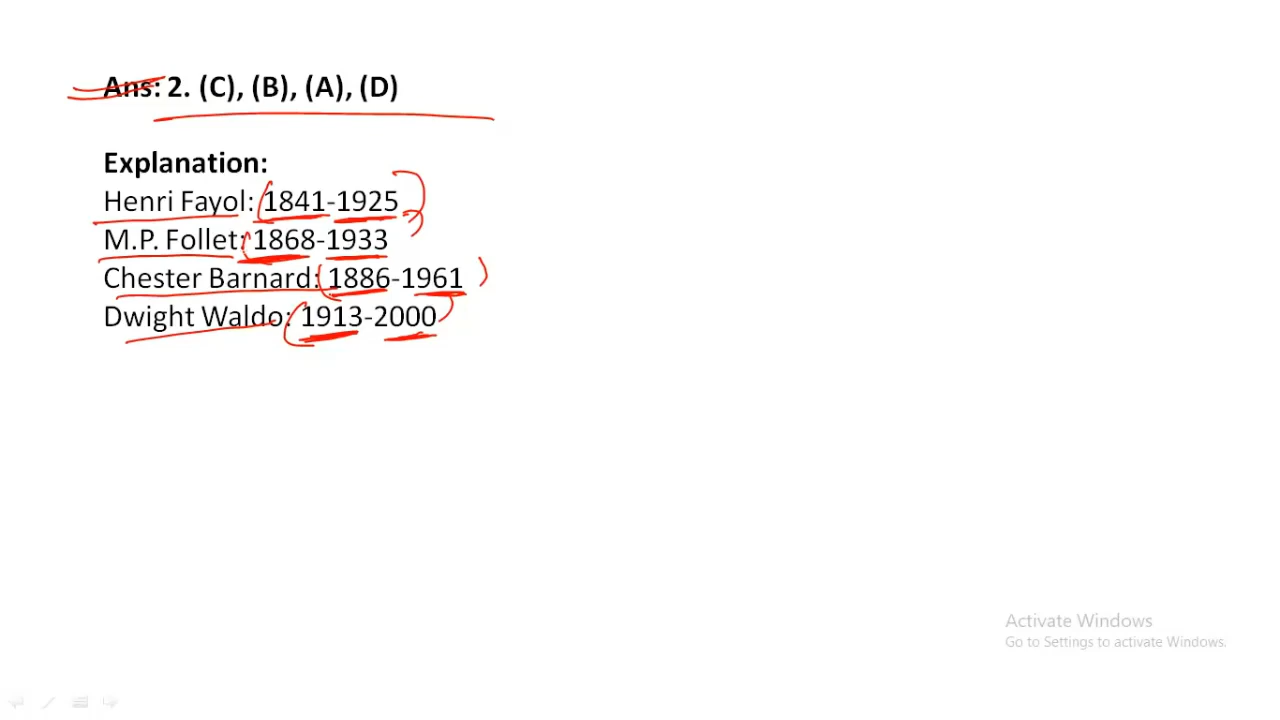 Ans: 2. (C), (B), (A), (D)
Explanation:
Henri Fayol: 1841-1925
M.P. Follet: 1868-1933
Chester Barnard: 1886-1961
Dwight Waldo: 1913-2000
Activate Windows
Go to Settings to activate Windows.